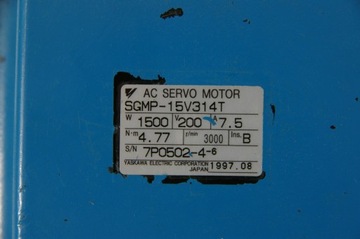 AC SERVO MOTOR
SGMP-15V314T
W 1500 V 200 A 7.5
N·m 4.77 r/min 3000 Ins. B
S/N 7P0502-4-6
YASKAWA ELECTRIC CORPORATION
JAPAN 1997.08